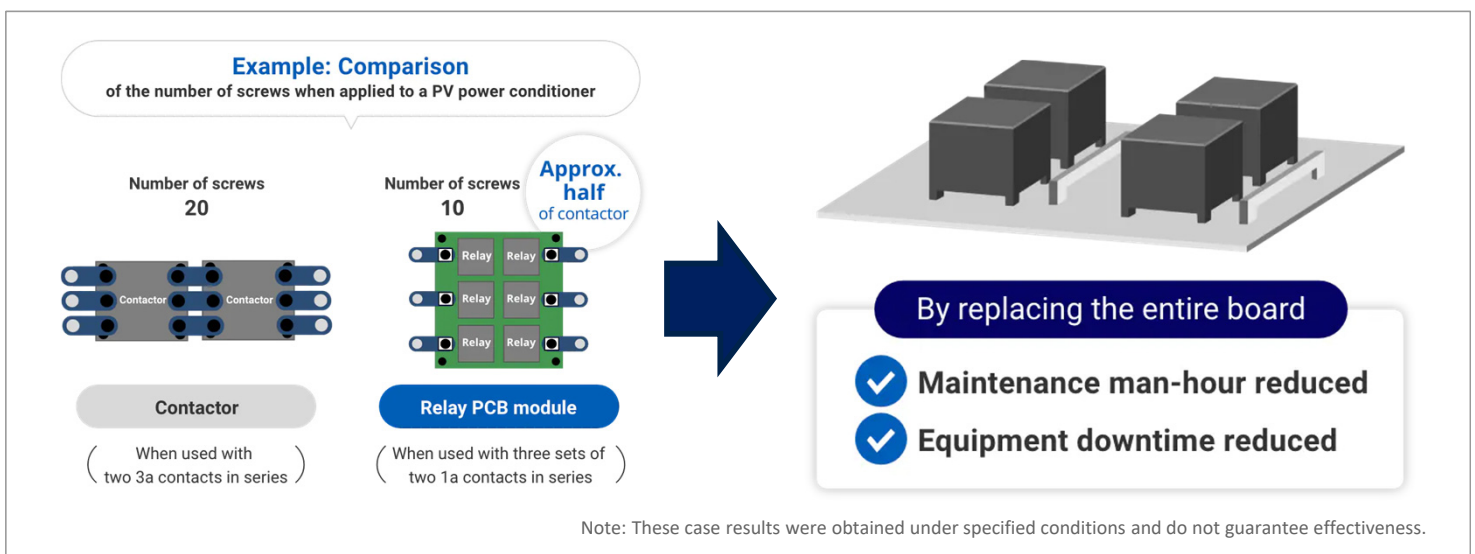 Example: Comparison
of the number of screws when applied to a PV power conditioner
Number of screws
20
Number of screws
10
Approx.
half
of contactor
Contactor
Contactor
Relay
Relay
Relay
Relay
Relay
Relay
Contactor
Relay PCB module
When used with
two 3a contacts in series
When used with three sets of
two 1a contacts in series
By replacing the entire board
Maintenance man-hour reduced
Equipment downtime reduced
Note: These case results were obtained under specified conditions and do not guarantee effectiveness.